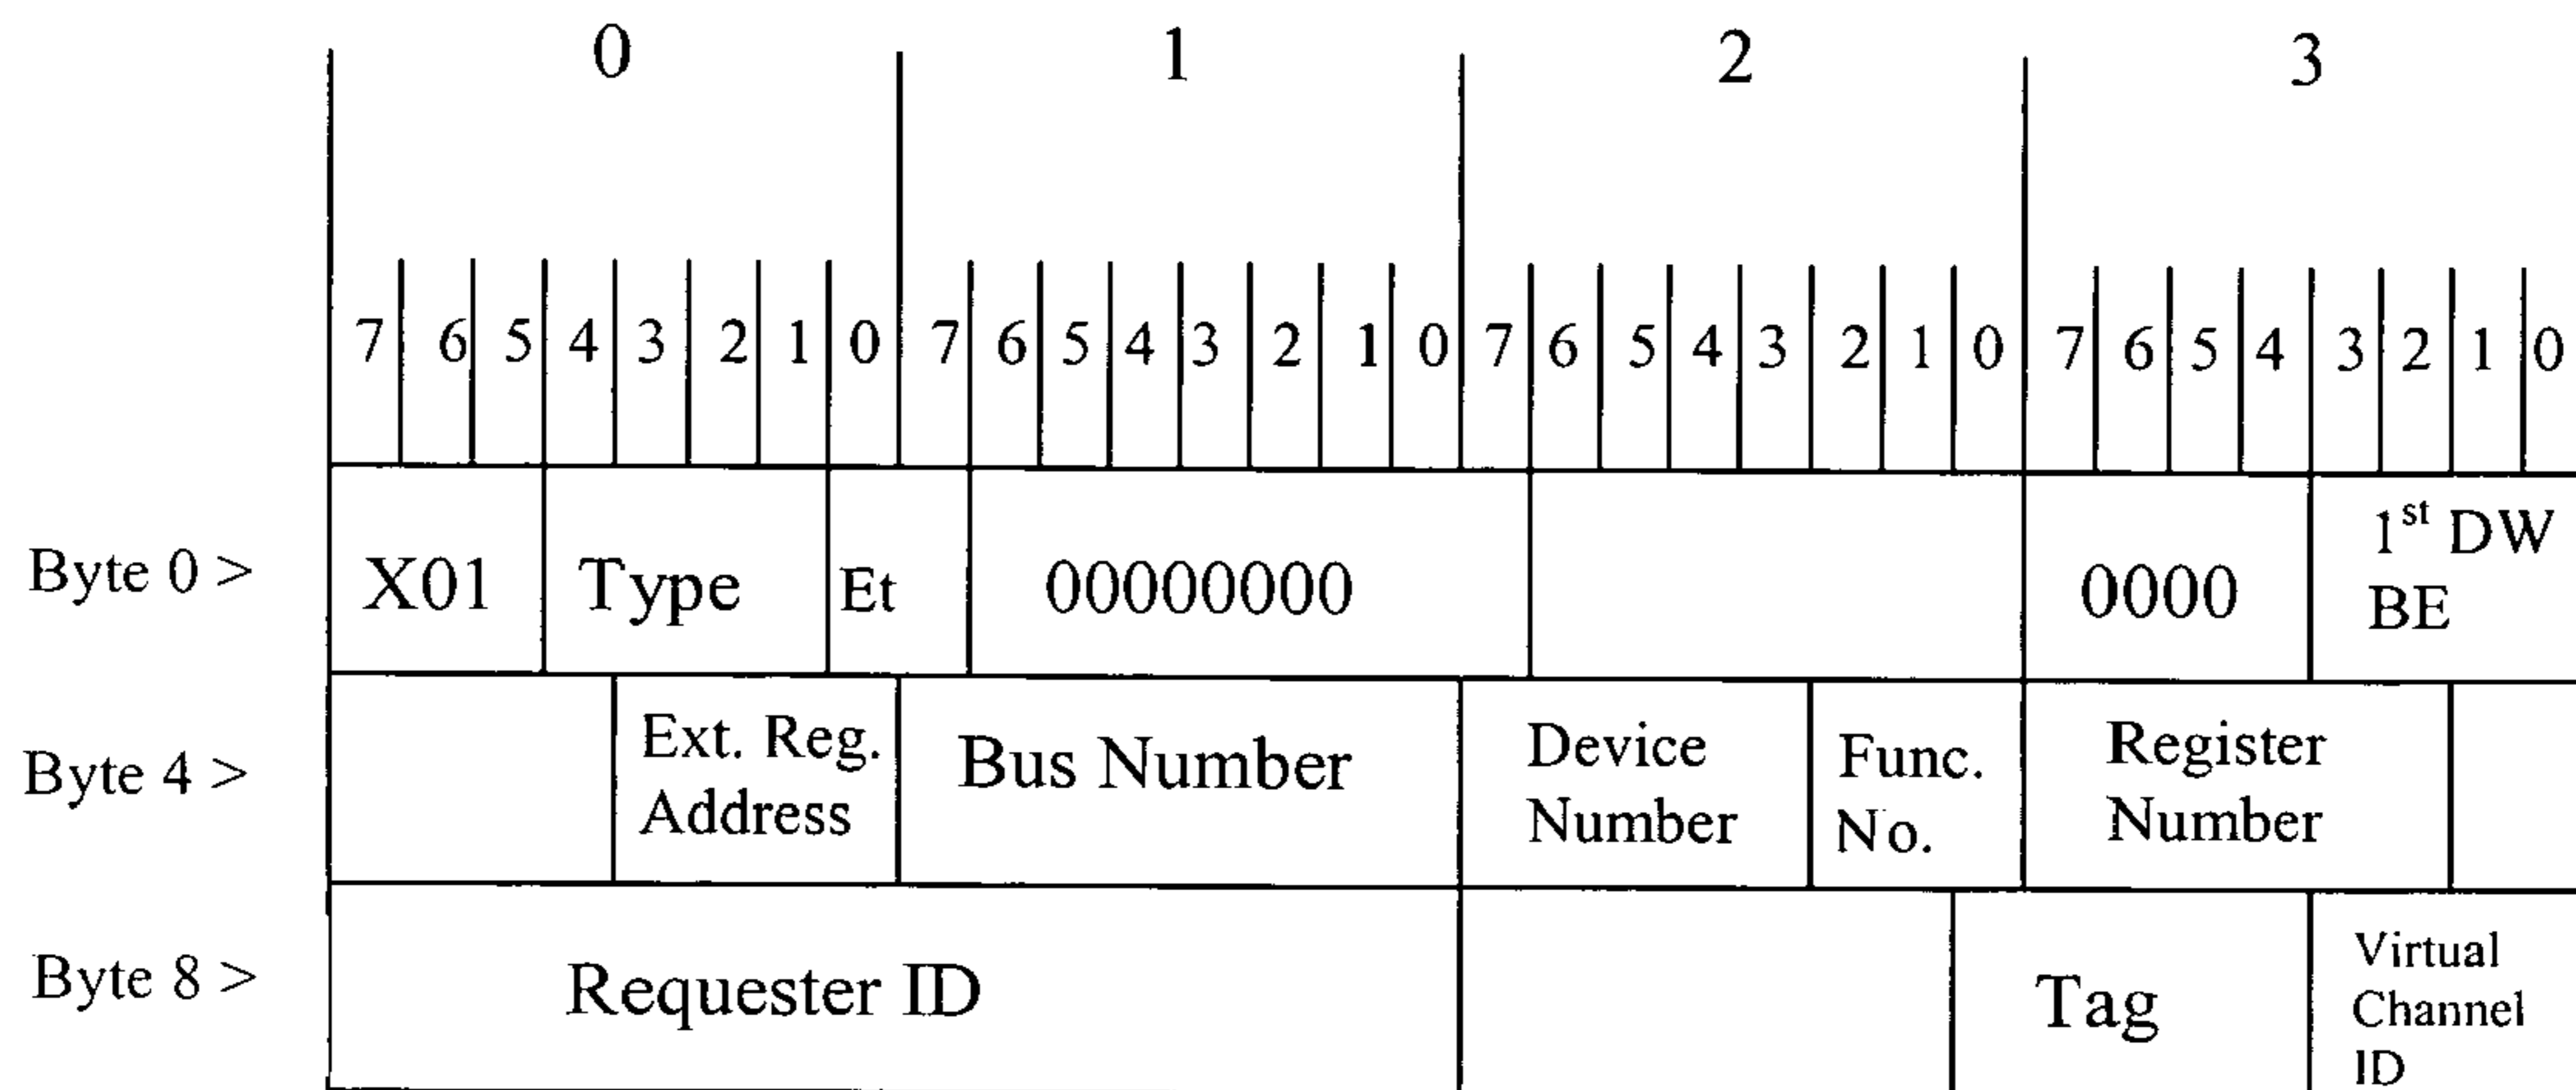 0 1 2 3
7 6 5 4 3 2 1 0 7 6 5 4 3 2 1 0 7 6 5 4 3 2 1 0 7 6 5 4 3 2 1 0
Byte 0 > X01 Type Et 00000000 0000 1st DW
BE
Byte 4 > Ext. Reg.
Address
Bus Number
Device
Number
Func.
No.
Register
Number
Byte 8 > Requester ID Tag
Virtual
Channel
ID